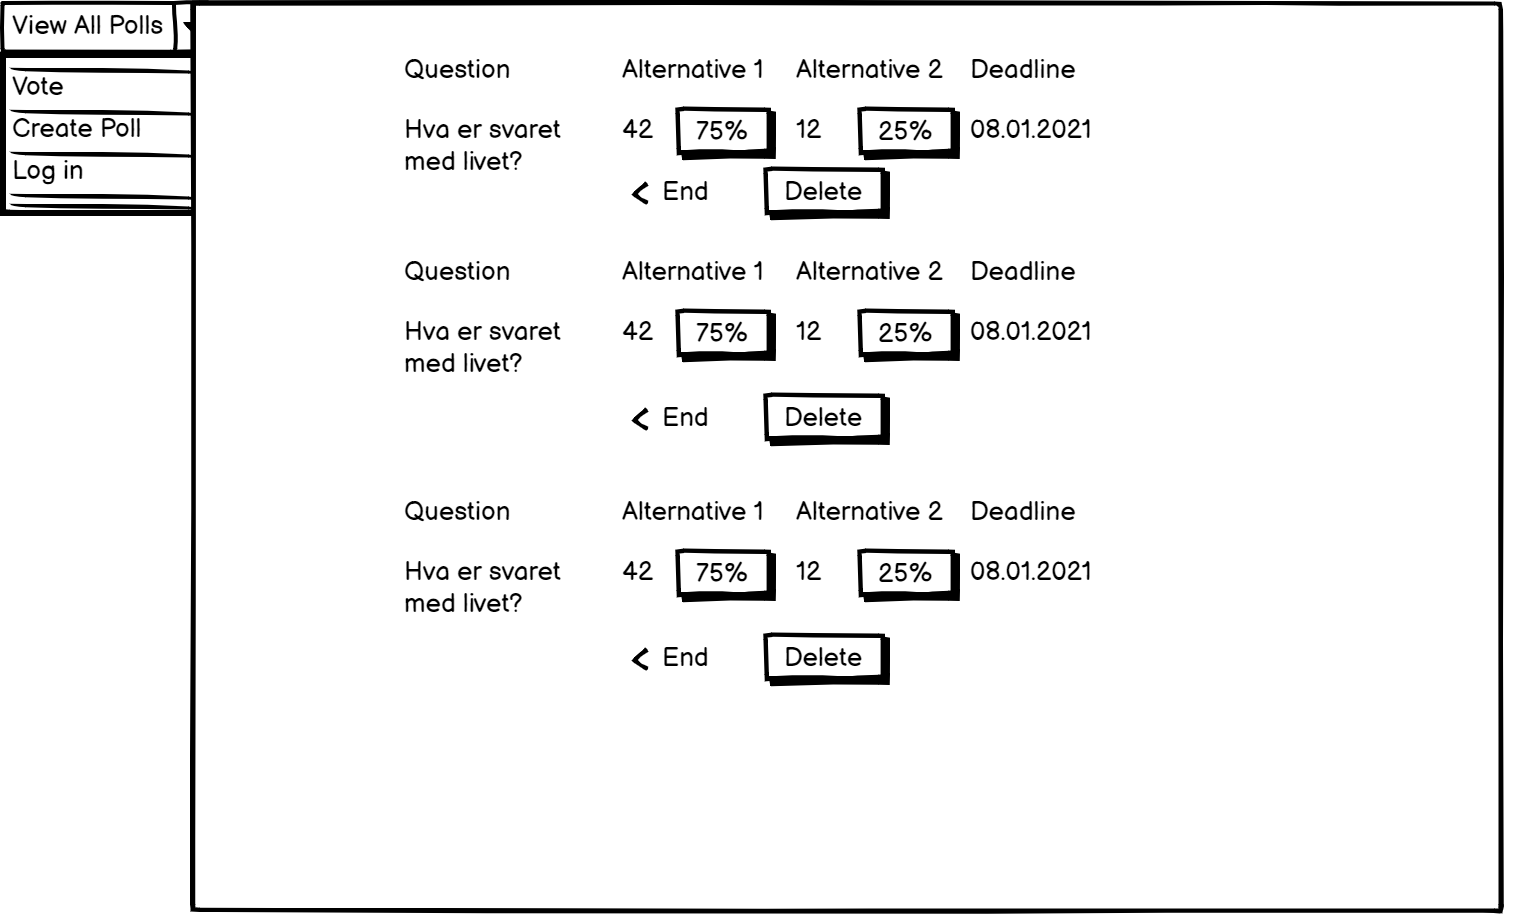 View All Polls
Vote
Create Poll
Log in
Question Alternative 1 Alternative 2 Deadline
Hva er svaret 42 75% 12 25% 08.01.2021
med livet?
End Delete
Question Alternative 1 Alternative 2 Deadline
Hva er svaret 42 75% 12 25% 08.01.2021
med livet?
End Delete
Question Alternative 1 Alternative 2 Deadline
Hva er svaret 42 75% 12 25% 08.01.2021
med livet?
End Delete